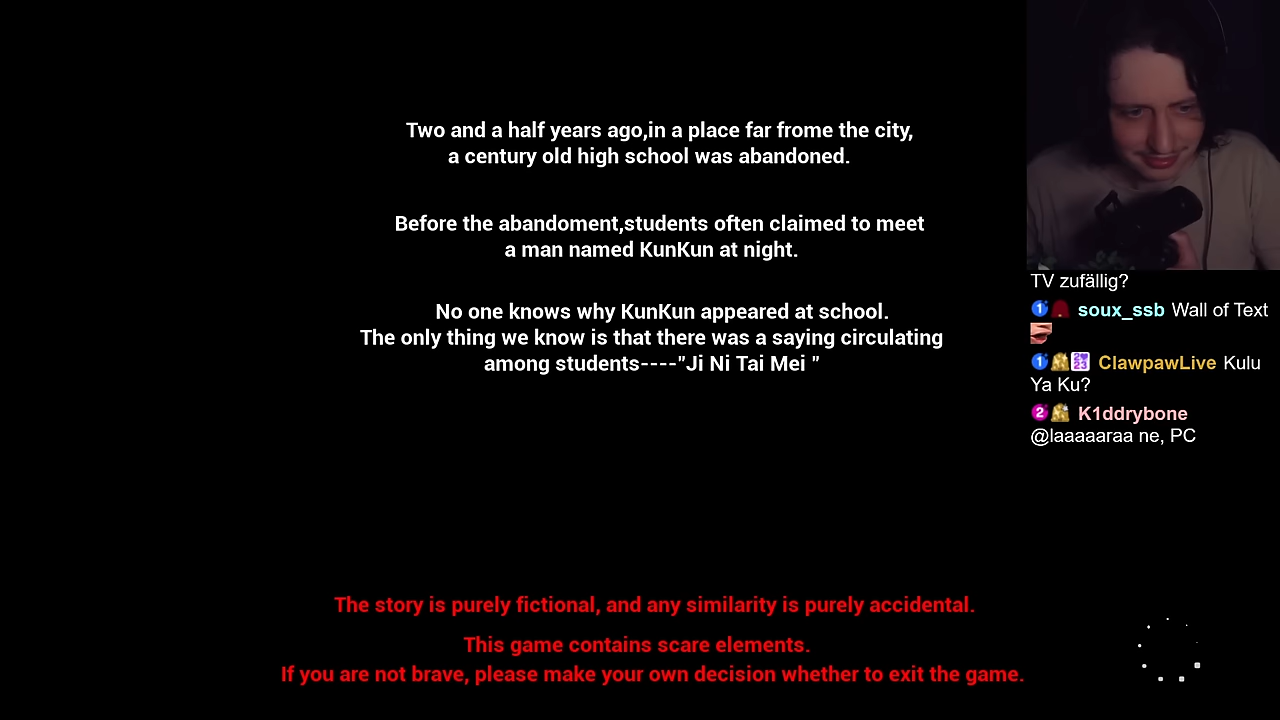 Two and a half years ago,in a place far frome the city,
a century old high school was abandoned.
Before the abandoment,students often claimed to meet
a man named KunKun at night.
No one knows why KunKun appeared at school.
The only thing we know is that there was a saying circulating
among students----"Ji Ni Tai Mei "
The story is purely fictional, and any similarity is purely accidental.
This game contains scare elements.
If you are not brave, please make your own decision whether to exit the game.
TV zufällig?
1 soux_ssb Wall of Text
1 2 23 ClawpawLive Kulu
Ya Ku?
2 K1ddrybone
@laaaaaraa ne, PC